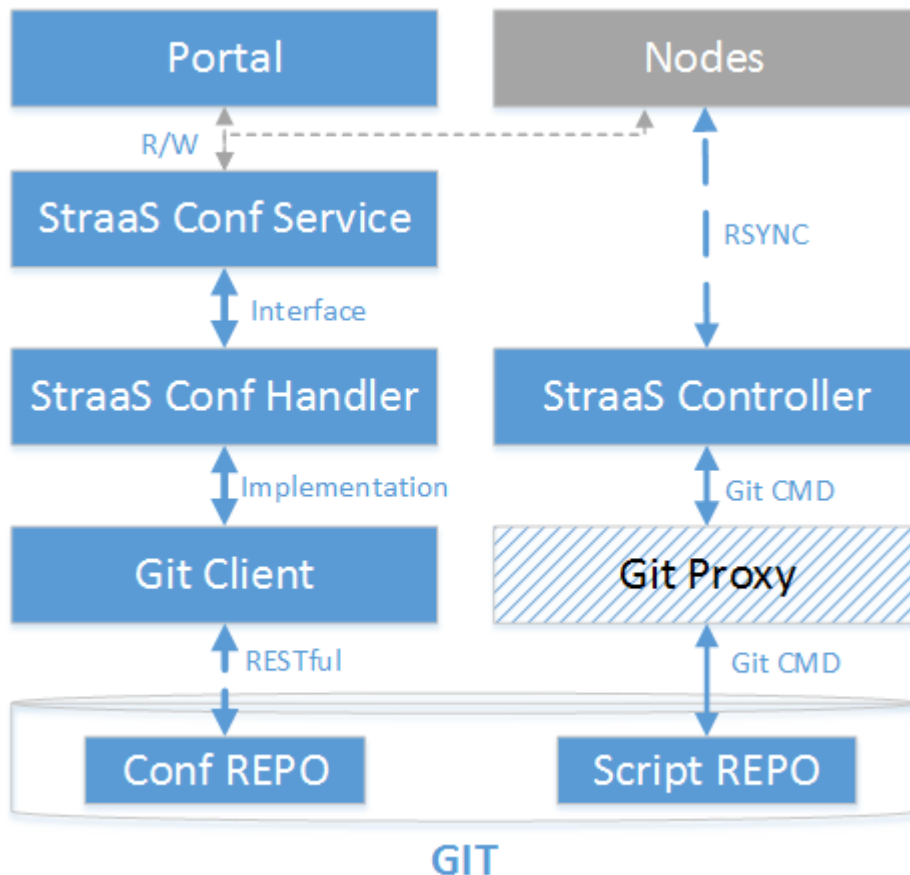 Portal
Nodes
R/W
StraaS Conf Service
RSYNC
Interface
StraaS Conf Handler
StraaS Controller
Implementation
Git CMD
Git Client
Git Proxy
RESTful
Git CMD
Conf REPO
Script REPO
GIT